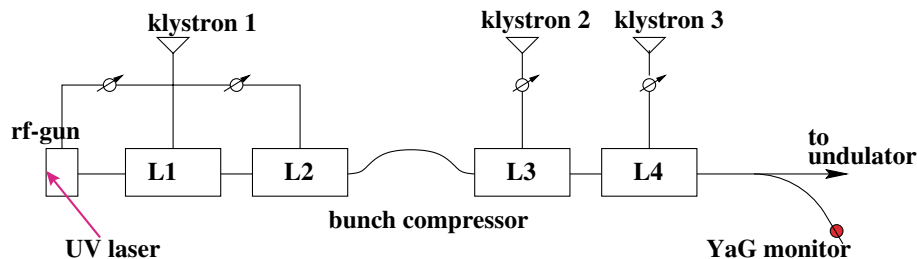 klystron 1
klystron 2
klystron 3
rf-gun
L1
L2
L3
L4
to
undulator
bunch compressor
UV laser
YaG monitor